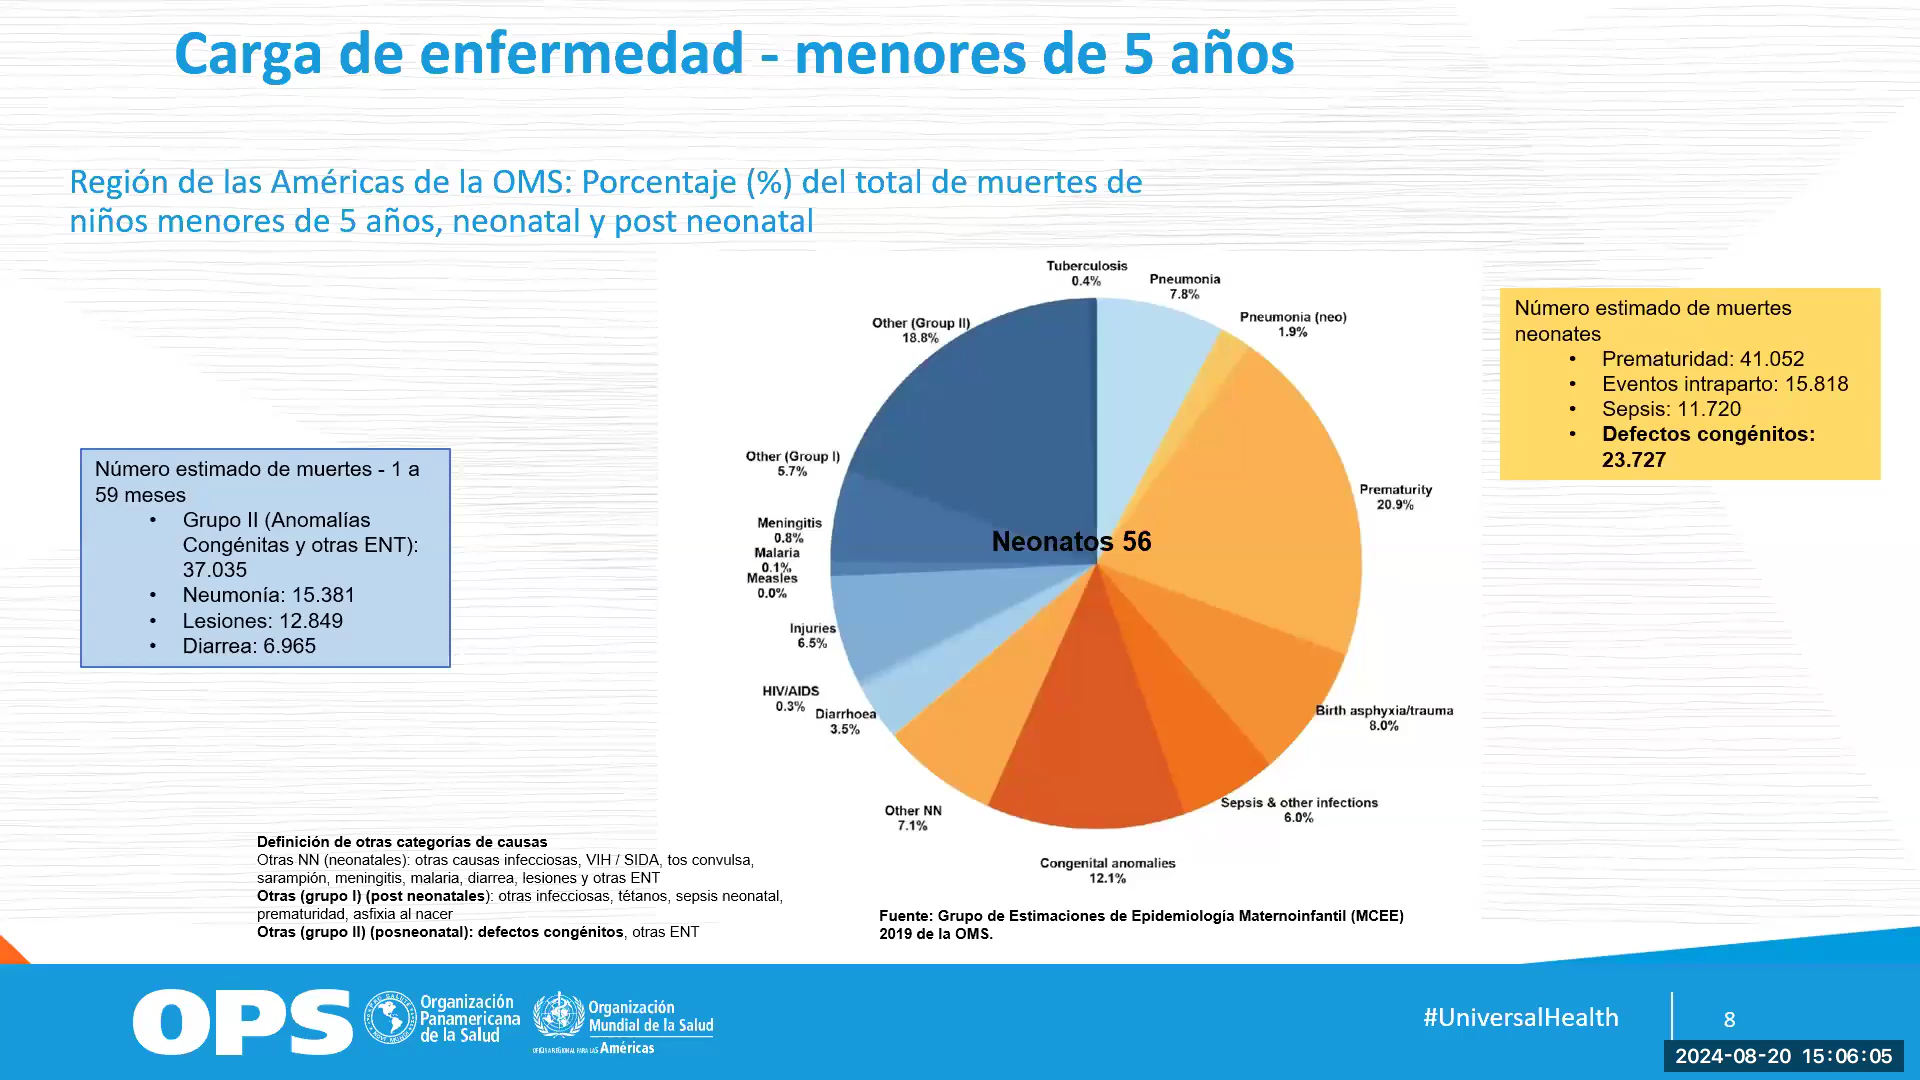 Carga de enfermedad - menores de 5 años
Región de las Américas de la OMS: Porcentaje (%) del total de muertes de
niños menores de 5 años, neonatal y post neonatal
Tuberculosis
0.4%
Pneumonia
7.8%
Pneumonia (neo)
1.9%
Prematurity
20.9%
Birth asphyxia/trauma
8.0%
Sepsis & other infections
6.0%
Congenital anomalies
12.1%
Other NN
7.1%
Diarrhoea
3.5%
HIV/AIDS
0.3%
Injuries
6.5%
Measles
0.0%
Malaria
0.1%
Meningitis
0.8%
Other (Group I)
5.7%
Other (Group II)
18.8%
Neonatos 56
Número estimado de muertes - 1 a
59 meses
• Grupo II (Anomalías
Congénitas y otras ENT):
37.035
• Neumonía: 15.381
• Lesiones: 12.849
• Diarrea: 6.965
Número estimado de muertes
neonates
• Prematuridad: 41.052
• Eventos intraparto: 15.818
• Sepsis: 11.720
• Defectos congénitos:
23.727
Definición de otras categorías de causas
Otras NN (neonatales): otras causas infecciosas, VIH / SIDA, tos convulsa,
sarampión, meningitis, malaria, diarrea, lesiones y otras ENT
Otras (grupo I) (post neonatales): otras infecciosas, tétanos, sepsis neonatal,
prematuridad, asfixia al nacer
Otras (grupo II) (posneonatal): defectos congénitos, otras ENT
Fuente: Grupo de Estimaciones de Epidemiología Maternoinfantil (MCEE)
2019 de la OMS.
OPS
Organización
Panamericana
de la Salud
Organización
Mundial de la Salud
OFICINA REGIONAL PARA LAS Américas
#UniversalHealth
8
2024-08-20 15:06:05